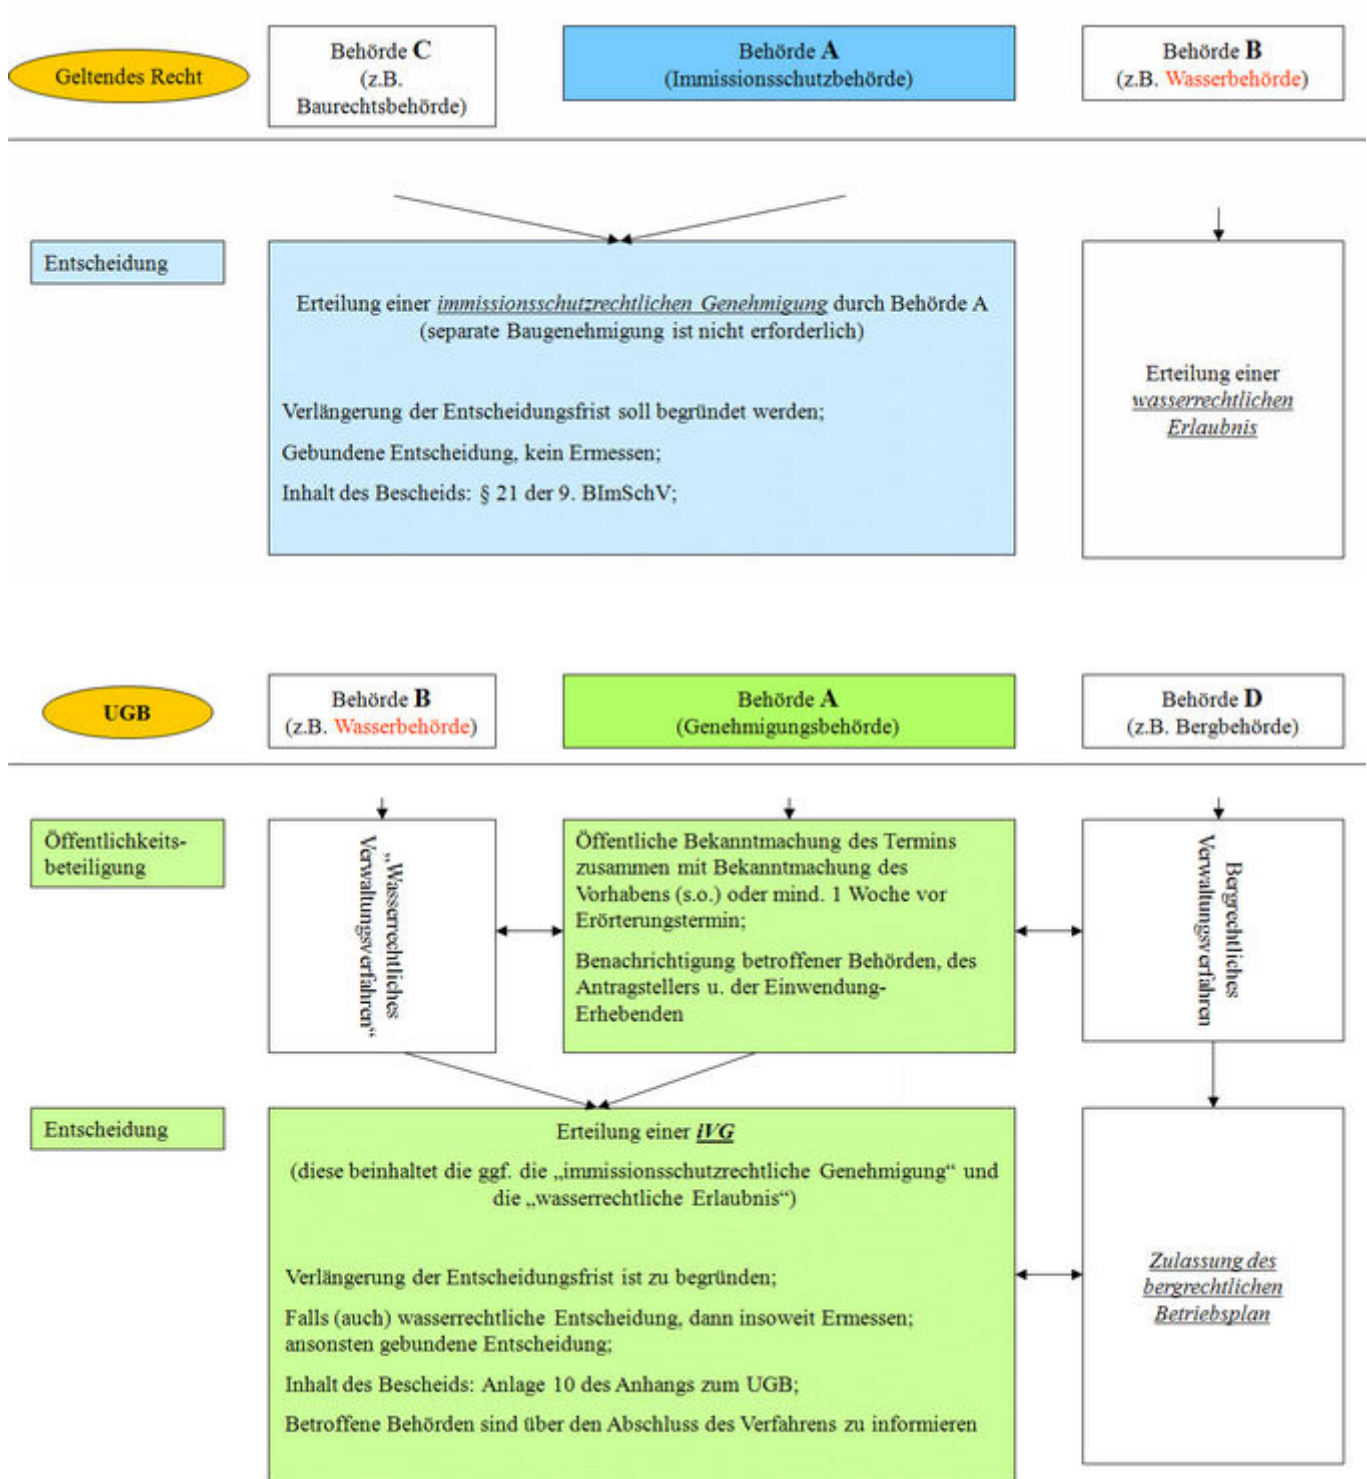 Geltendes Recht
Behörde C
(z.B.
Baurechtsbehörde)
Behörde A
(Immissionsschutzbehörde)
Behörde B
(z.B. Wasserbehörde)
Entscheidung
Erteilung einer immissionsschutzrechtlichen Genehmigung durch Behörde A
(separate Baugenehmigung ist nicht erforderlich)
Verlängerung der Entscheidungsfrist soll begründet werden;
Gebundene Entscheidung, kein Ermessen;
Inhalt des Bescheids: § 21 der 9. BImSchV;
Erteilung einer
wasserrechtlichen
Erlaubnis
UGB
Behörde B
(z.B. Wasserbehörde)
Behörde A
(Genehmigungsbehörde)
Behörde D
(z.B. Bergbehörde)
Öffentlichkeits-
beteiligung
„Wasserrechtliches
Verwaltungsverfahren“
Öffentliche Bekanntmachung des Termins
zusammen mit Bekanntmachung des
Vorhabens (s.o.) oder mind. 1 Woche vor
Erörterungstermin;
Benachrichtigung betroffener Behörden, des
Antragstellers u. der Einwendung-
Erhebenden
Bergrechtliches
Verwaltungsverfahren
Entscheidung
Erteilung einer iVG
(diese beinhaltet die ggf. die „immissionsschutzrechtliche Genehmigung“ und
die „wasserrechtliche Erlaubnis“)
Verlängerung der Entscheidungsfrist ist zu begründen;
Falls (auch) wasserrechtliche Entscheidung, dann insoweit Ermessen;
ansonsten gebundene Entscheidung;
Inhalt des Bescheids: Anlage 10 des Anhangs zum UGB;
Betroffene Behörden sind über den Abschluss des Verfahrens zu informieren
Zulassung des
bergrechtlichen
Betriebsplan